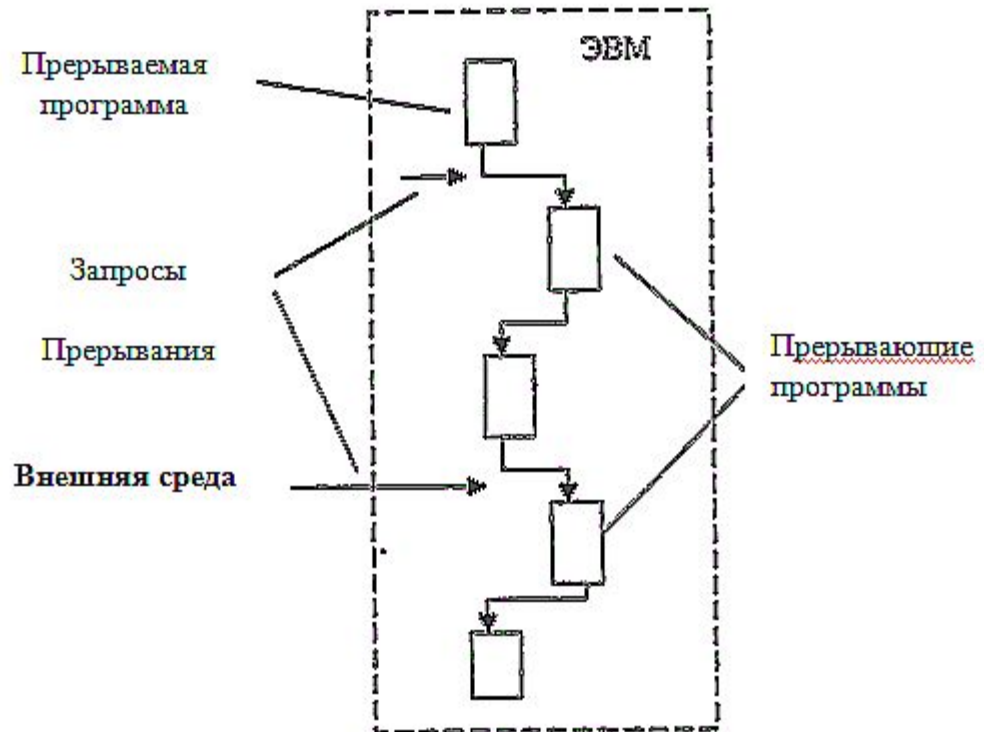 ЭВМ
Прерываемая
программа
Запросы
Прерывания
Прерывающие
программы
Внешняя среда